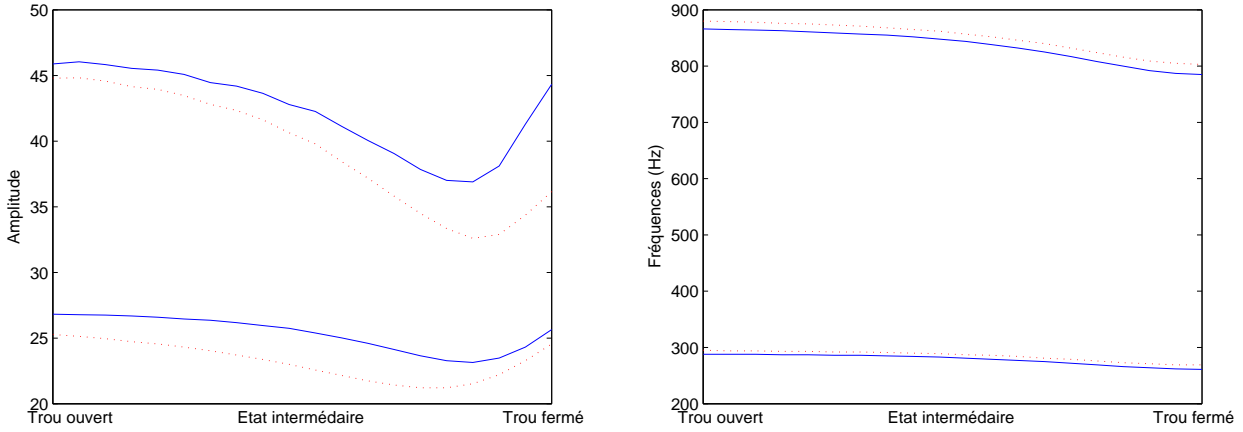 50
45
40
35
30
25
20
Amplitude
Trou ouvert
Etat intermédaire
Trou fermé
900
800
700
600
500
400
300
200
Fréquences (Hz)
Trou ouvert
Etat intermédaire
Trou fermé